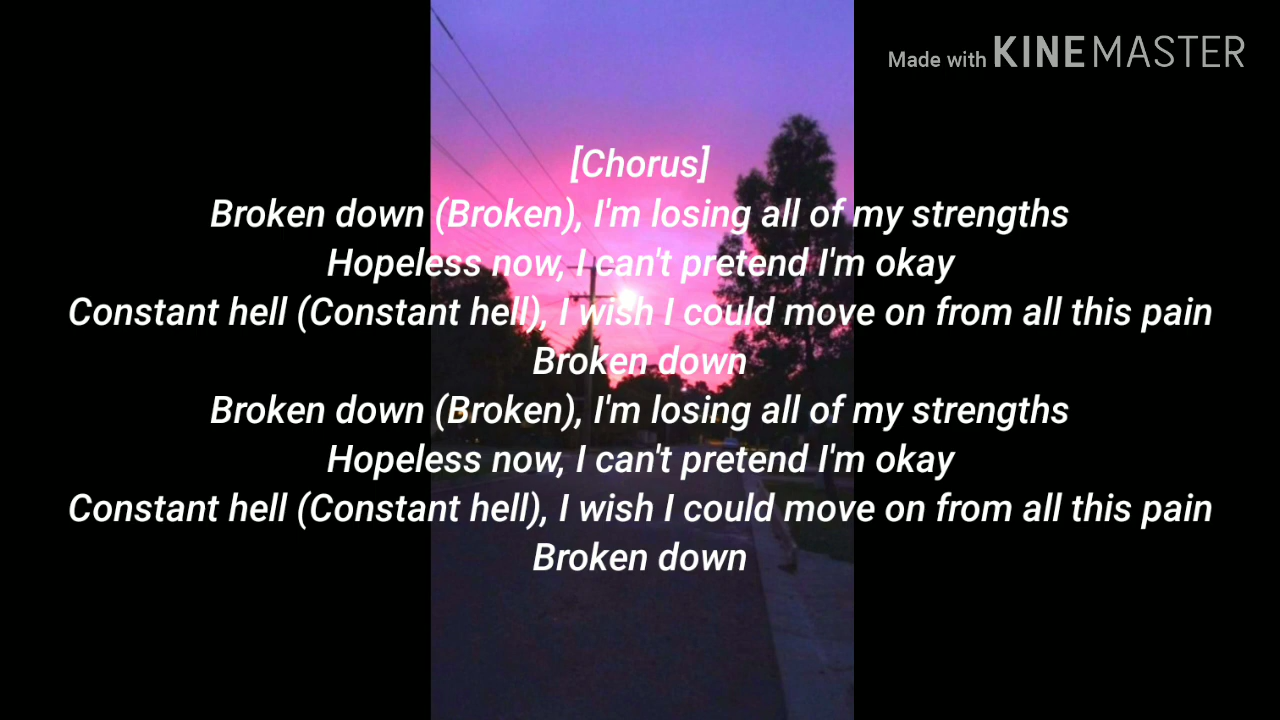 Made with KINEMASTER
[Chorus]
Broken down (Broken), I'm losing all of my strengths
Hopeless now, I can't pretend I'm okay
Constant hell (Constant hell), I wish I could move on from all this pain
Broken down
Broken down (Broken), I'm losing all of my strengths
Hopeless now, I can't pretend I'm okay
Constant hell (Constant hell), I wish I could move on from all this pain
Broken down